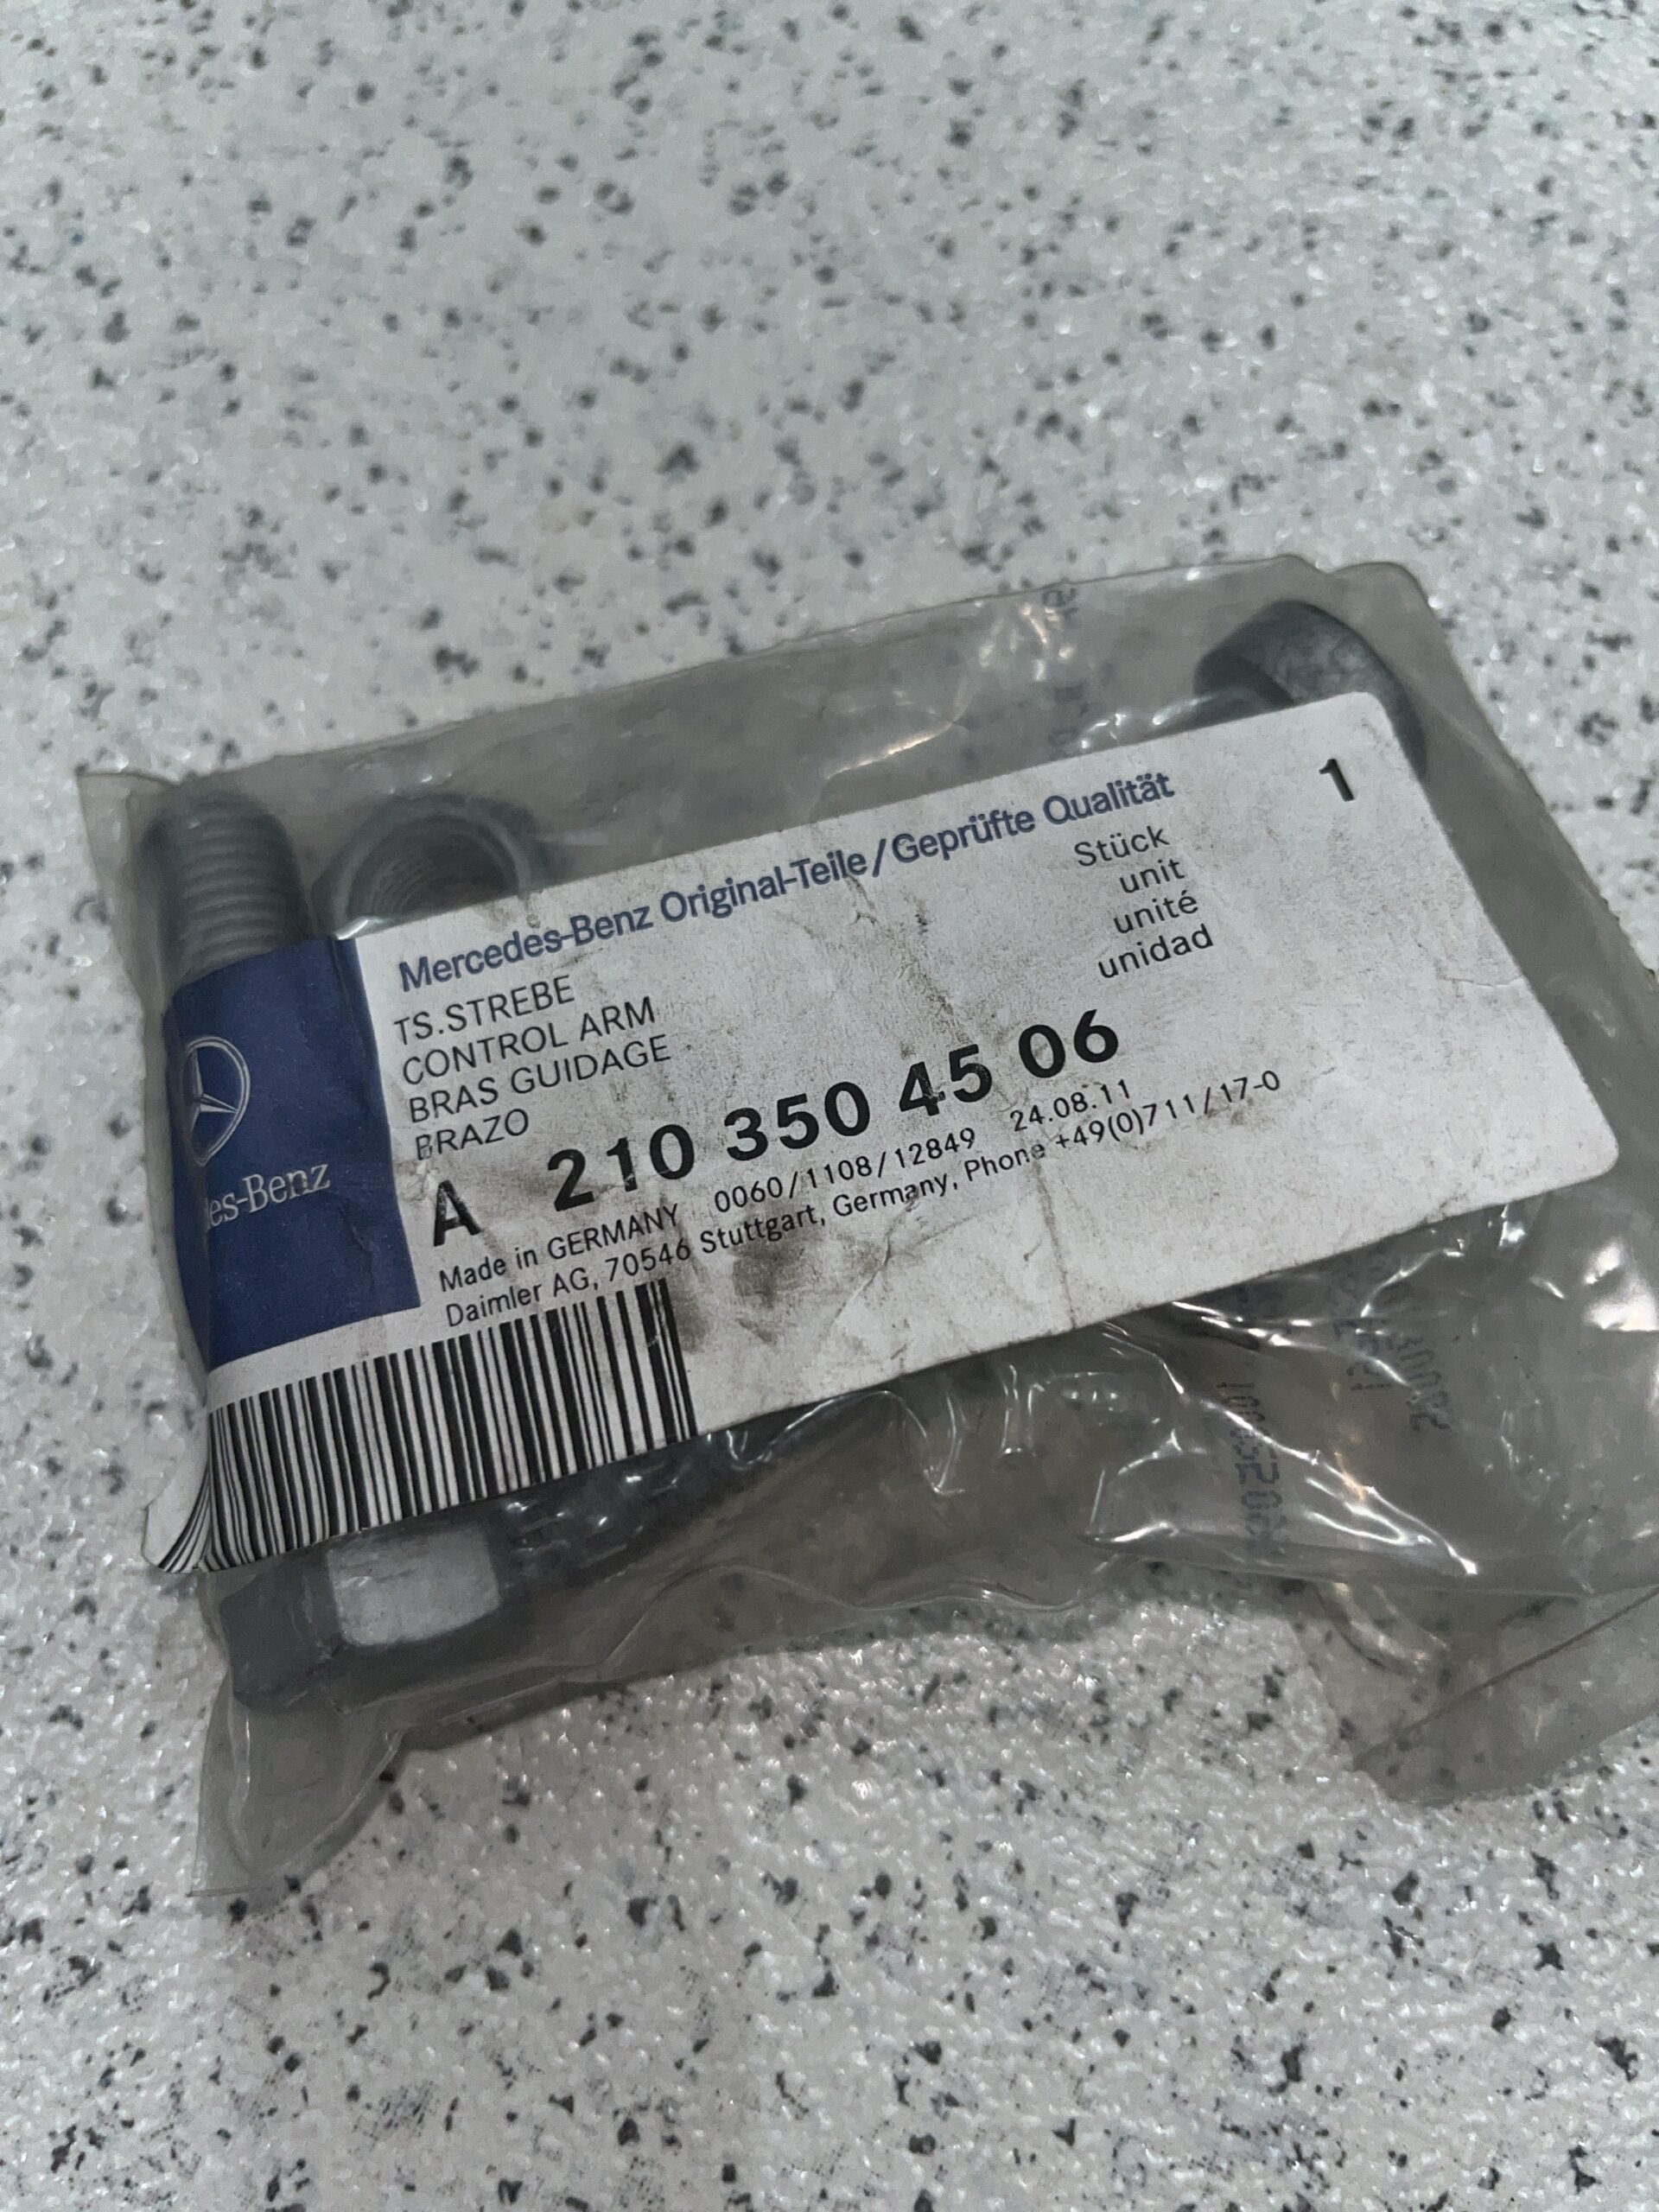 Mercedes-Benz Original-Teile/Geprüfte Qualität
1
Stück
unit
unité
unidad
TS.STREBE
CONTROL ARM
BRAS GUIDAGE
BRAZO
A 210 350 45 06
Made in GERMANY 0060/1108/12849 24.08.11
Daimler AG, 70546 Stuttgart, Germany, Phone +49(0)711/17-0
des-Benz